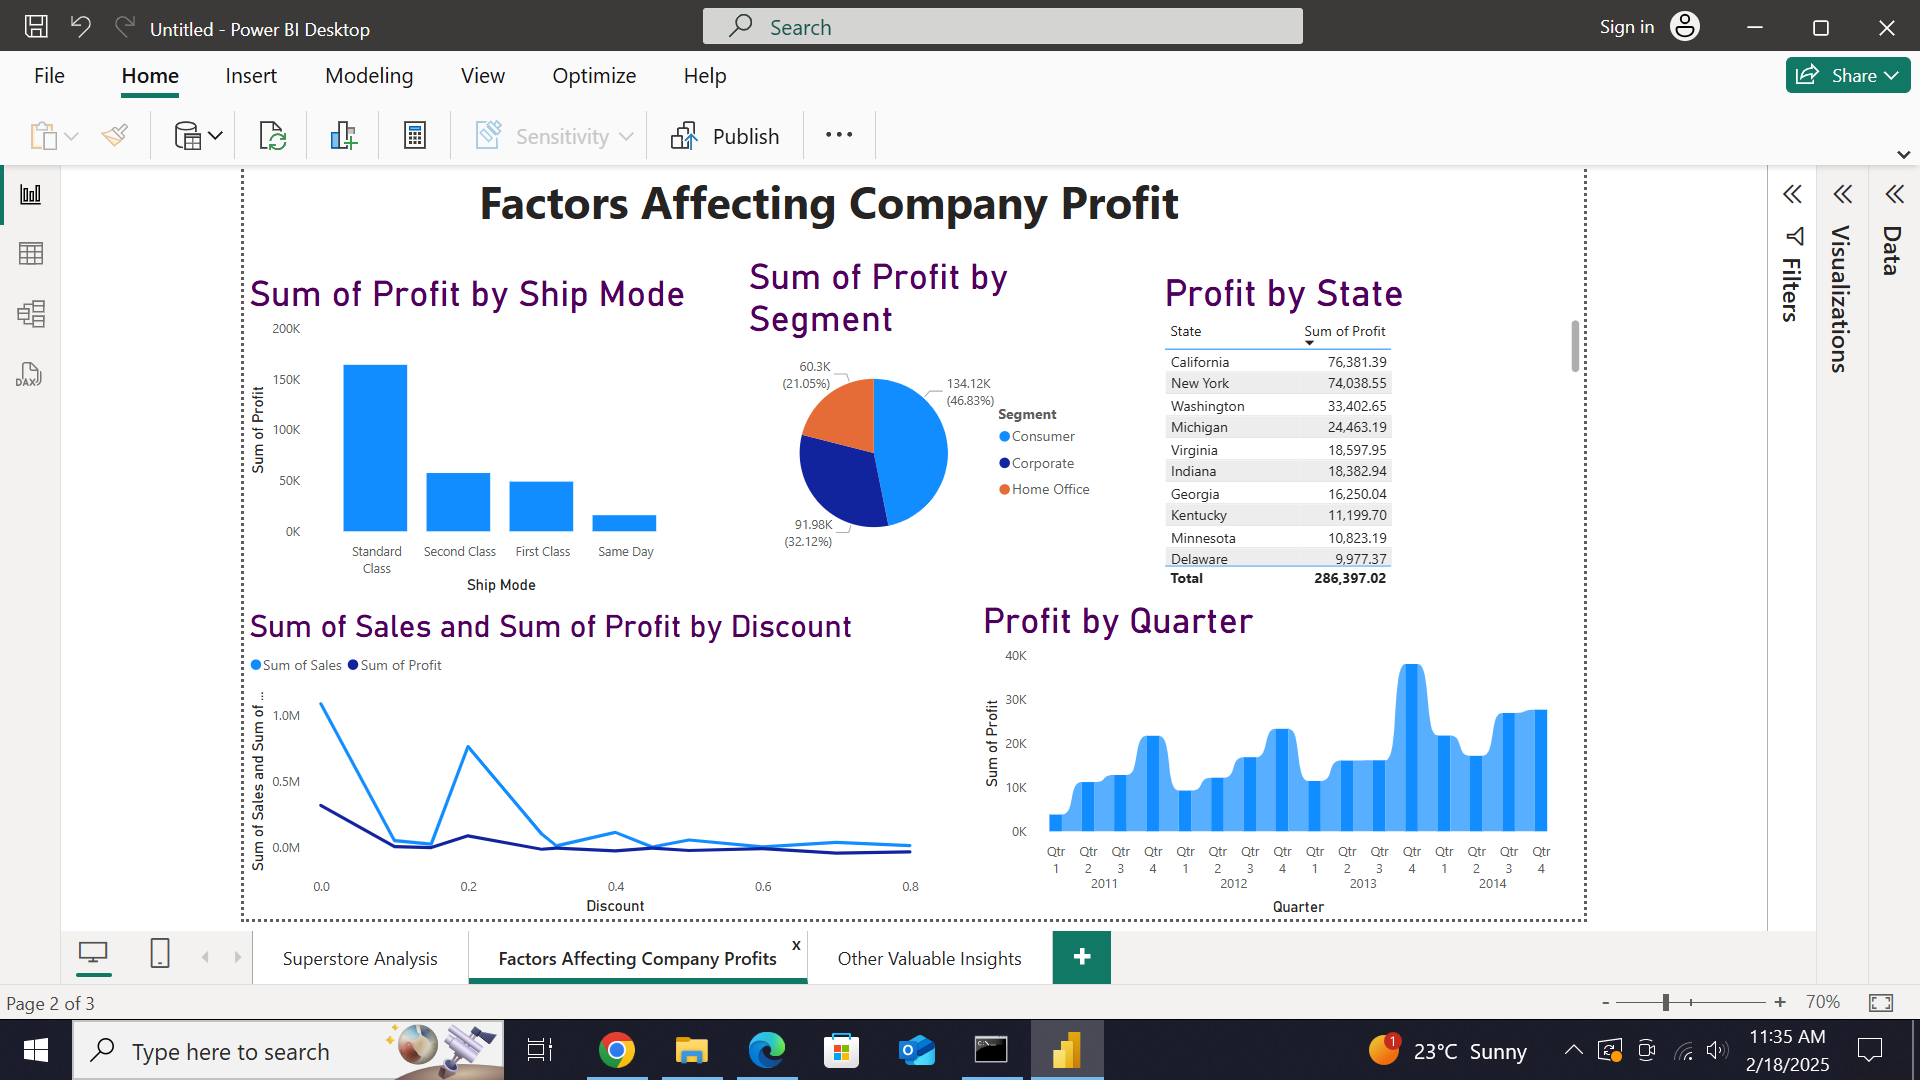 Untitled - Power BI Desktop
Search
Sign in
File
Home
Insert
Modeling
View
Optimize
Help
Share
Sensitivity
Publish
Factors Affecting Company Profit
Sum of Profit by Ship Mode
200K
150K
100K
50K
0K
Sum of Profit
Standard
Class
Second Class
First Class
Same Day
Ship Mode
Sum of Profit by
Segment
60.3K
(21.05%)
134.12K
(46.83%)
91.98K
(32.12%)
Segment
Consumer
Corporate
Home Office
Profit by State
State Sum of Profit
California 76,381.39
New York 74,038.55
Washington 33,402.65
Michigan 24,463.19
Virginia 18,597.95
Indiana 18,382.94
Georgia 16,250.04
Kentucky 11,199.70
Minnesota 10,823.19
Delaware 9,977.37
Total 286,397.02
Sum of Sales and Sum of Profit by Discount
Sum of Sales Sum of Profit
Sum of Sales and Sum of ...
1.0M
0.5M
0.0M
0.0 0.2 0.4 0.6 0.8
Discount
Profit by Quarter
40K
30K
20K
10K
0K
Sum of Profit
Qtr Qtr Qtr Qtr Qtr Qtr Qtr Qtr Qtr Qtr Qtr Qtr Qtr Qtr Qtr Qtr
1 2 3 4 1 2 3 4 1 2 3 4 1 2 3 4
2011 2012 2013 2014
Quarter
Filters
Visualizations
Data
DAX
Superstore Analysis
Factors Affecting Company Profits
x
Other Valuable Insights
+
Page 2 of 3
- + 70%
Type here to search
1
23°C Sunny
11:35 AM
2/18/2025